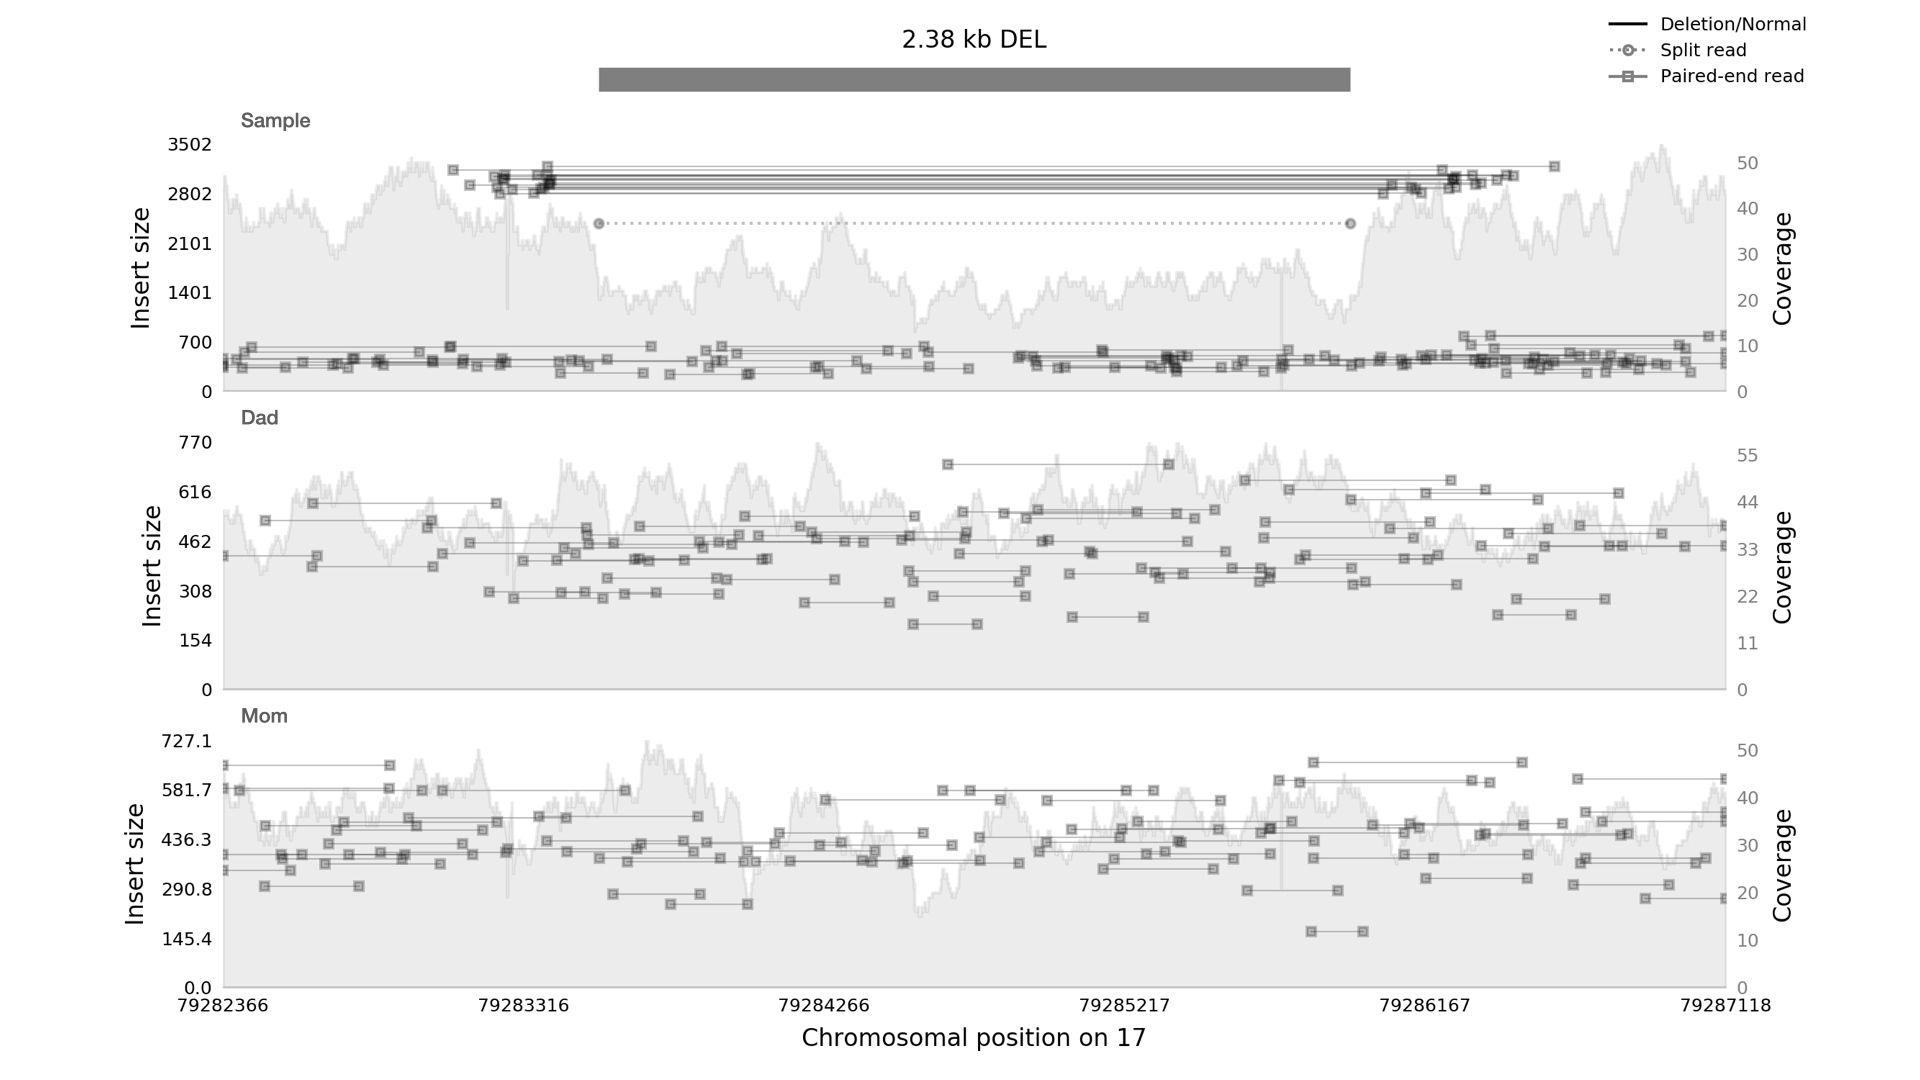 2.38 kb DEL
Deletion/Normal
Split read
Paired-end read
Sample
3502
2802
2101
1401
700
0
Insert size
50
40
30
20
10
0
Coverage
Dad
770
616
462
308
154
0
Insert size
55
44
33
22
11
0
Coverage
Mom
727.1
581.7
436.3
290.8
145.4
0.0
Insert size
50
40
30
20
10
0
Coverage
79282366 79283316 79284266 79285217 79286167 79287118
Chromosomal position on 17